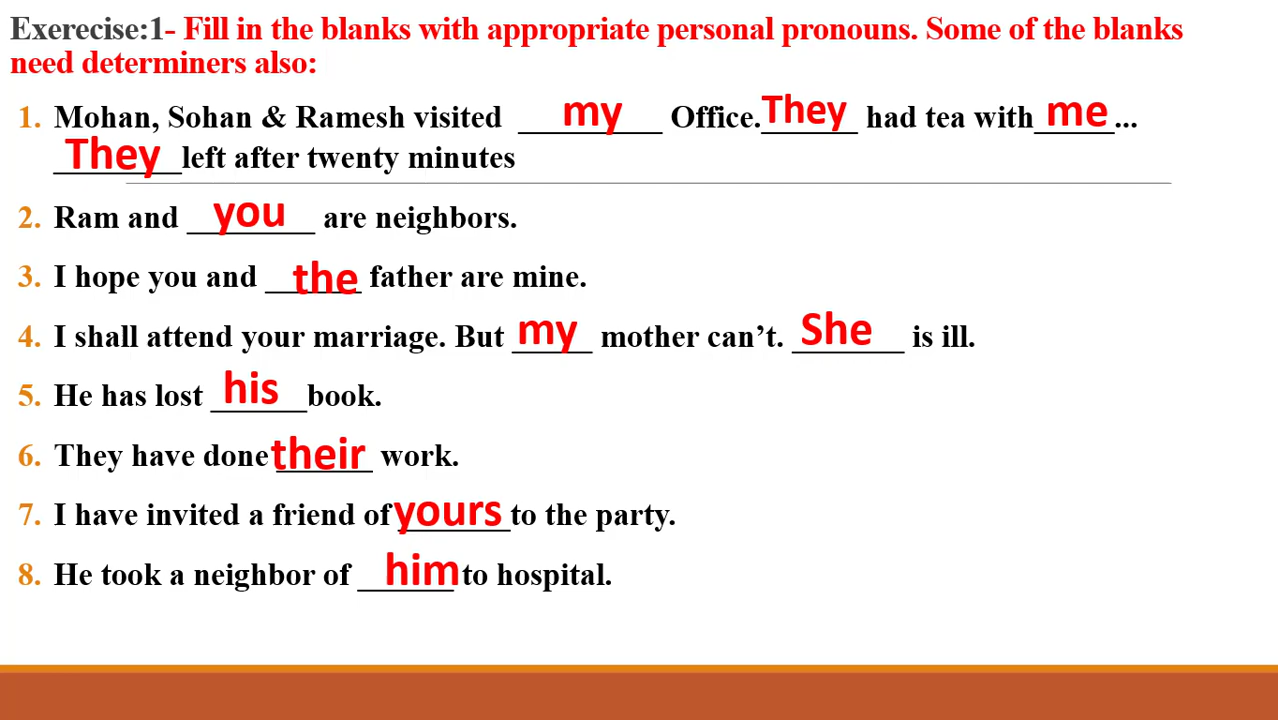 Exerecise:1- Fill in the blanks with appropriate personal pronouns. Some of the blanks
need determiners also:
1. Mohan, Sohan & Ramesh visited my Office. They had tea with me...
They left after twenty minutes
2. Ram and you are neighbors.
3. I hope you and the father are mine.
4. I shall attend your marriage. But my mother can't. She is ill.
5. He has lost his book.
6. They have done their work.
7. I have invited a friend of yours to the party.
8. He took a neighbor of him to hospital.